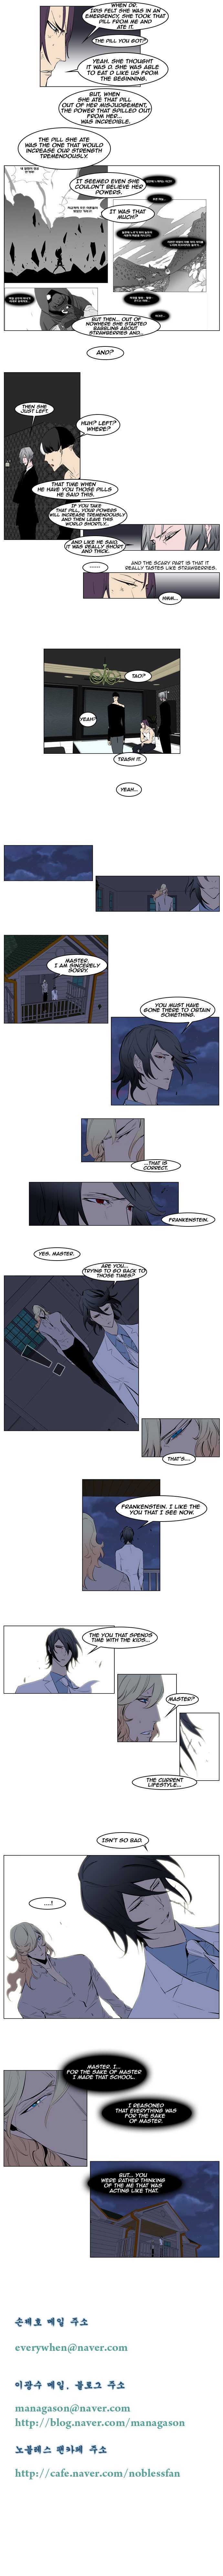 WHEN DR.
IRIS FELT SHE WAS IN AN
EMERGENCY, SHE TOOK THAT
PILL FROM ME AND
ATE IT.
THE PILL YOU GOT?
YEAH. SHE THOUGHT
IT WAS D. SHE WAS ABLE
TO EAT D LIKE US FROM
THE BEGINNING.
BUT, WHEN
SHE ATE THAT PILL
OUT OF HER MISJUDGEMENT,
THE POWER THAT SPILLED OUT
FROM HER...
WAS INCREDIBLE.
THE PILL SHE ATE
WAS THE ONE THAT WOULD
INCREASE OUR STRENGTH
TREMENDOUSLY.
IT SEEMED EVEN SHE
COULDN'T BELIEVE HER
POWERS.
IT WAS THAT
MUCH?
BUT THEN... OUT OF
NOWHERE SHE STARTED
BABBLING ABOUT
STRAWBERRIES AND...
AND?
THEN SHE
JUST LEFT.
HUH? LEFT?
WHERE?
THAT TIME WHEN
HE HAVE YOU THOSE PILLS
HE SAID THIS.
IF YOU TAKE
THAT PILL, YOUR POWERS
WILL INCREASE TREMENDOUSLY
AND THEN LEAVE THIS
WORLD SHORTLY..
AND LIKE HE SAID,
IT WAS REALLY SHORT
AND THICK.
......
AND THE SCARY PART IS THAT IT
REALLY TASTES LIKE STRAWBERRIES.
HMM...
TAO?
YEAH?
TRASH IT.
YEAH...
MASTER.
I AM SINCERELY
SORRY.
YOU MUST HAVE
GONE THERE TO OBTAIN
SOMETHING.
...THAT IS
CORRECT.
FRANKENSTEIN.
YES. MASTER.
ARE YOU...
TRYING TO GO BACK TO
THOSE TIMES?
THAT'S....
FRANKENSTEIN. I LIKE THE
YOU THAT I SEE NOW.
THE YOU THAT SPENDS
TIME WITH THE KIDS...
MASTER?
THE CURRENT
LIFESTYLE...
ISN'T SO BAD.
....!
MASTER. I...
FOR THE SAKE OF MASTER
I MADE THAT SCHOOL.
I REASONED
THAT EVERYTHING WAS
FOR THE SAKE
OF MASTER.
BUT... YOU
WERE RATHER THINKING
OF THE ME THAT WAS
ACTING LIKE THAT.
손제호 메일 주소
everywhen@naver.com
이광수 메일, 블로그 주소
managason@naver.com
http://blog.naver.com/managason
노블레스 팬카페 주소
http://cafe.naver.com/noblessfan